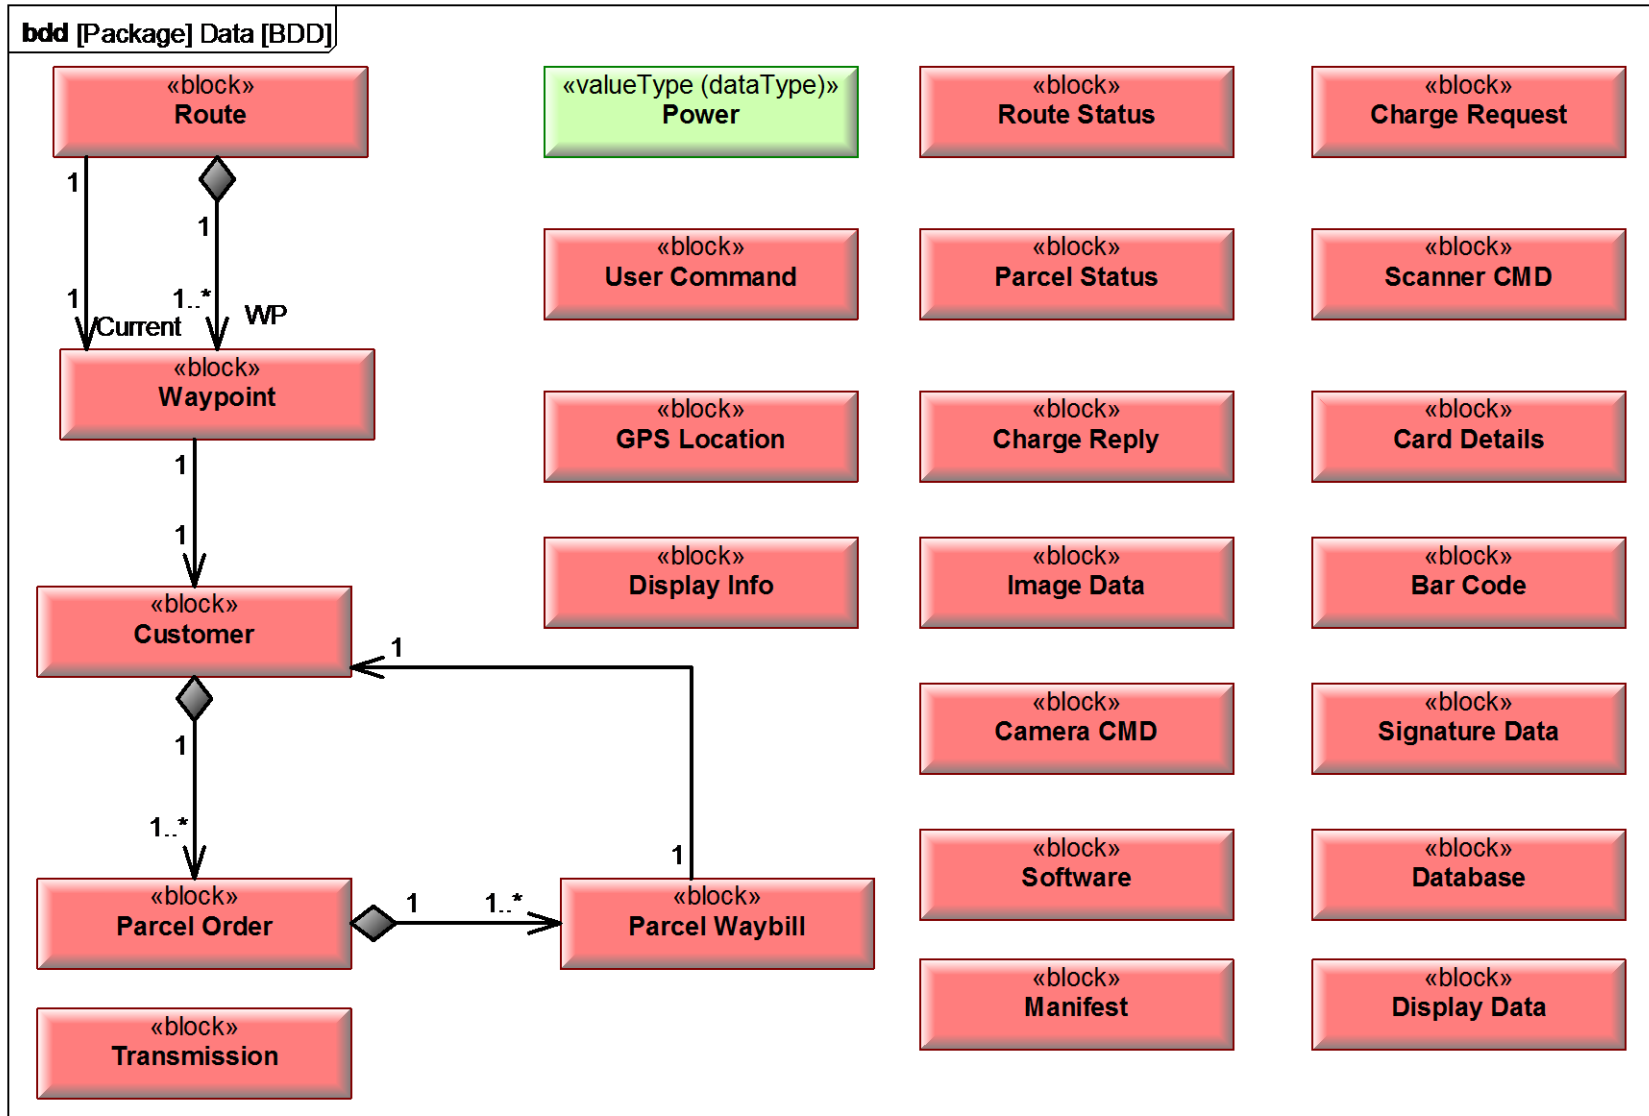 bdd [Package] Data [BDD]
«block»
Route
«valueType (dataType)»
Power
«block»
Route Status
«block»
Charge Request
1
1
1
1..*
Current
WP
«block»
User Command
«block»
Parcel Status
«block»
Scanner CMD
«block»
Waypoint
«block»
GPS Location
«block»
Charge Reply
«block»
Card Details
1
1
«block»
Display Info
«block»
Image Data
«block»
Bar Code
«block»
Customer
1
«block»
Camera CMD
«block»
Signature Data
1
1..*
1
«block»
Software
«block»
Database
«block»
Parcel Order
1
1..*
«block»
Parcel Waybill
«block»
Manifest
«block»
Display Data
«block»
Transmission